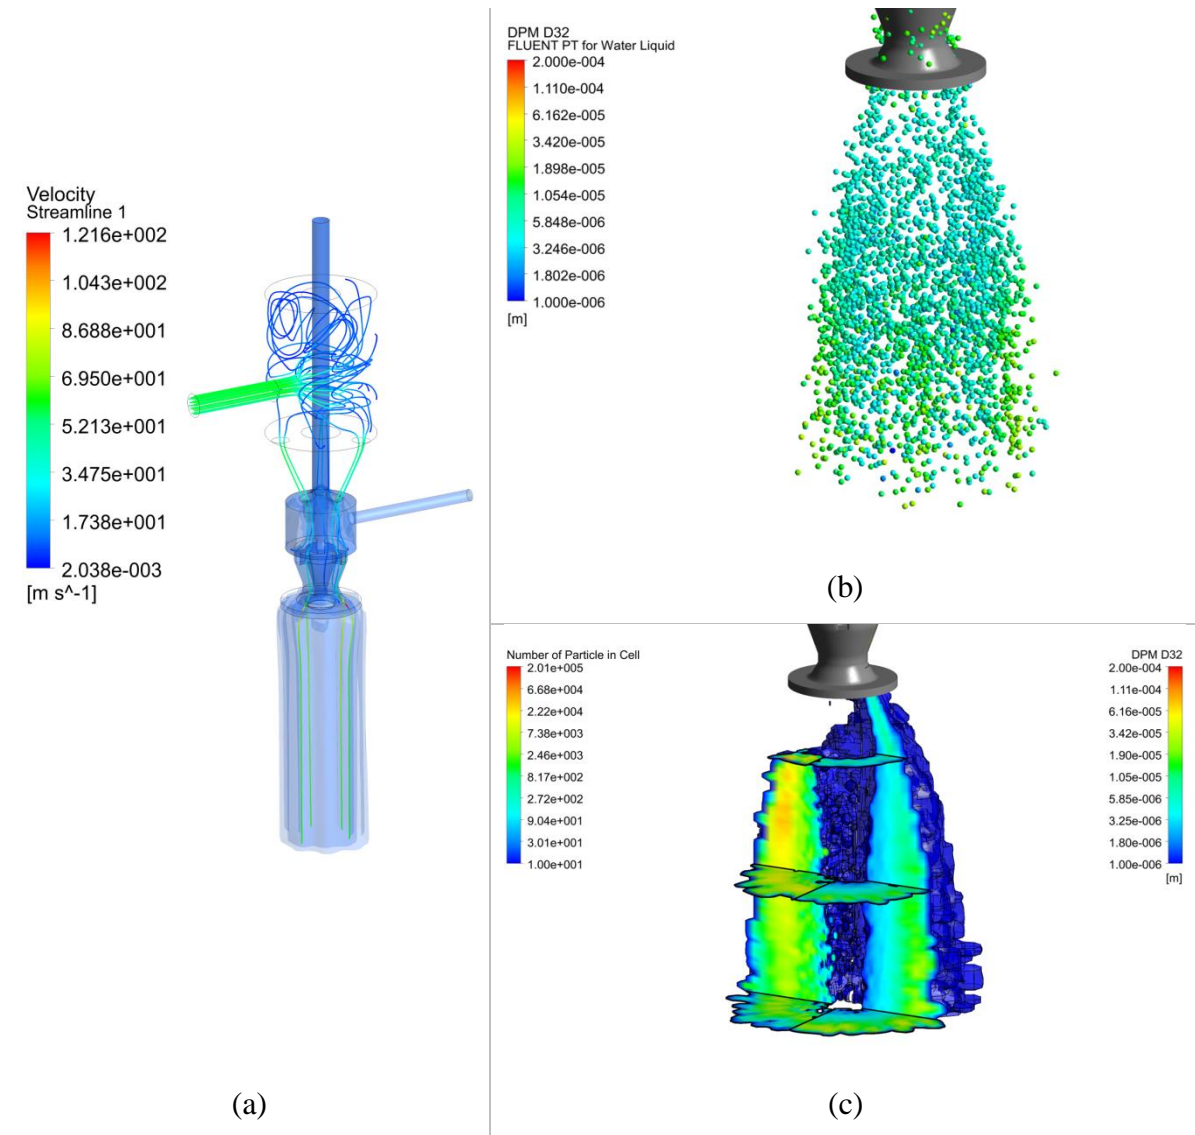 Velocity
Streamline 1
1.216e+002
1.043e+002
8.688e+001
6.950e+001
5.213e+001
3.475e+001
1.738e+001
2.038e-003
[m s^-1]
(a)
DPM D32
FLUENT PT for Water Liquid
2.000e-004
1.110e-004
6.162e-005
3.420e-005
1.898e-005
1.054e-005
5.848e-006
3.246e-006
1.802e-006
1.000e-006
[m]
(b)
Number of Particle in Cell
2.01e+005
6.68e+004
2.22e+004
7.38e+003
2.46e+003
8.17e+002
2.72e+002
9.04e+001
3.01e+001
1.00e+001
DPM D32
2.00e-004
1.11e-004
6.16e-005
3.42e-005
1.90e-005
1.05e-005
5.85e-006
3.25e-006
1.80e-006
1.00e-006
[m]
(c)